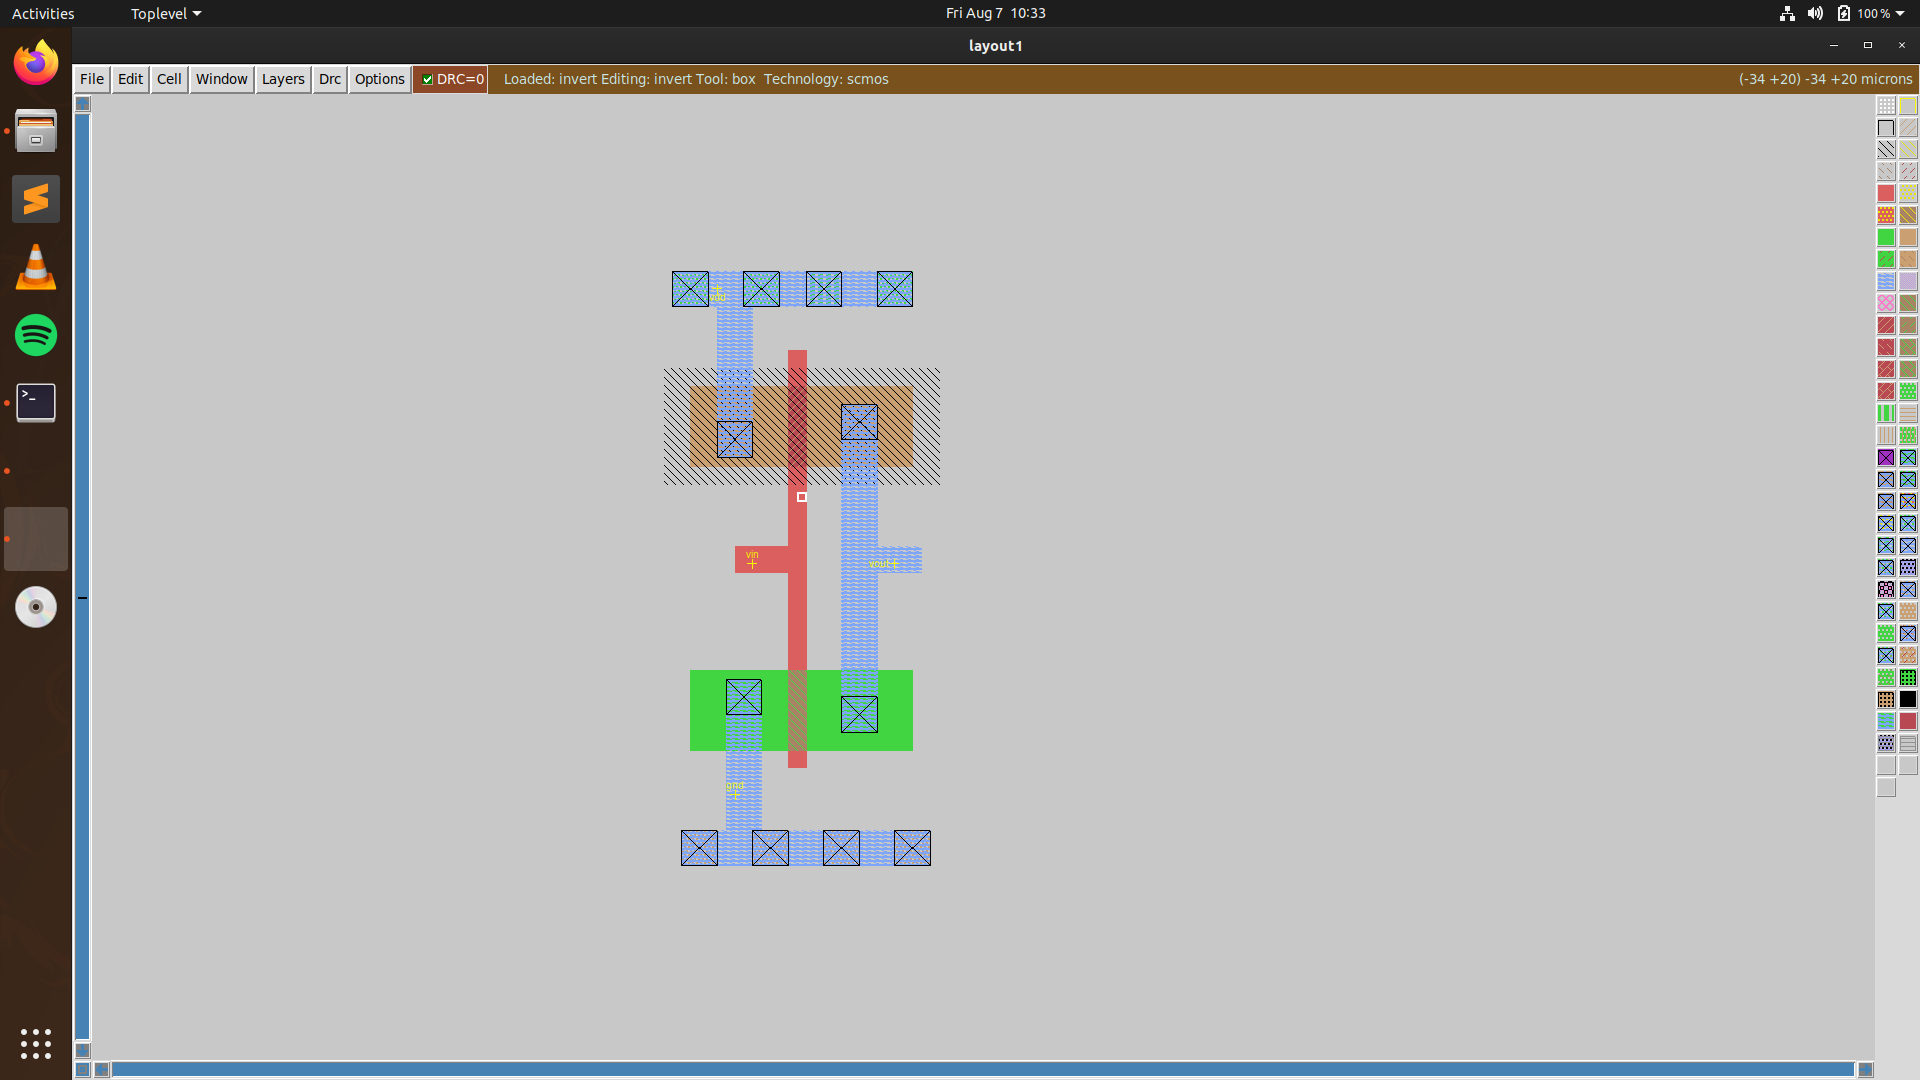 Activities Toplevel Fri Aug 7 10:33 100 %
layout1
File Edit Cell Window Layers Drc Options DRC=0 Loaded: invert Editing: invert Tool: box Technology: scmos (-34 +20) -34 +20 microns
vdd
vin
vout
gnd